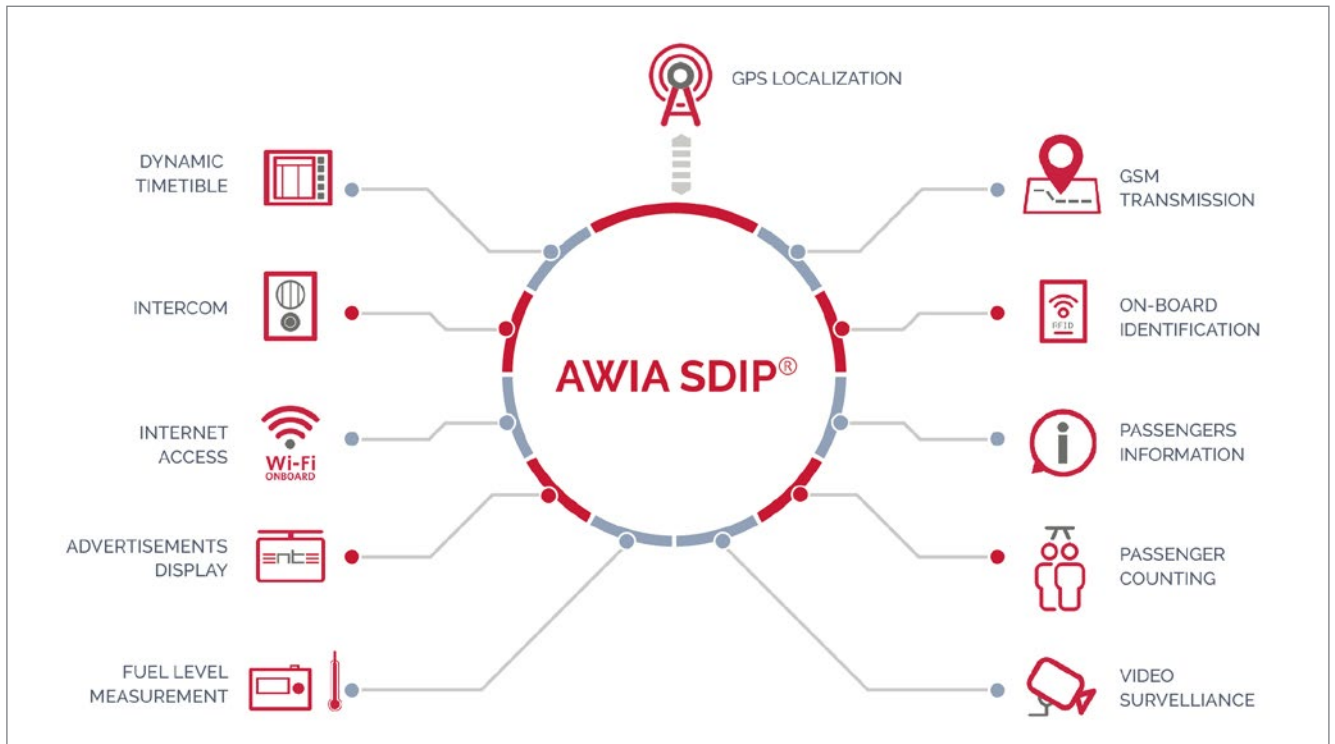 GPS LOCALIZATION
DYNAMIC
TIMETIBLE
GSM
TRANSMISSION
INTERCOM
RFID
ON-BOARD
IDENTIFICATION
AWIA SDIP®
INTERNET
ACCESS
Wi-Fi
ONBOARD
i
PASSENGERS
INFORMATION
ADVERTISEMENTS
DISPLAY
ente
PASSENGER
COUNTING
FUEL LEVEL
MEASUREMENT
VIDEO
SURVELLIANCE